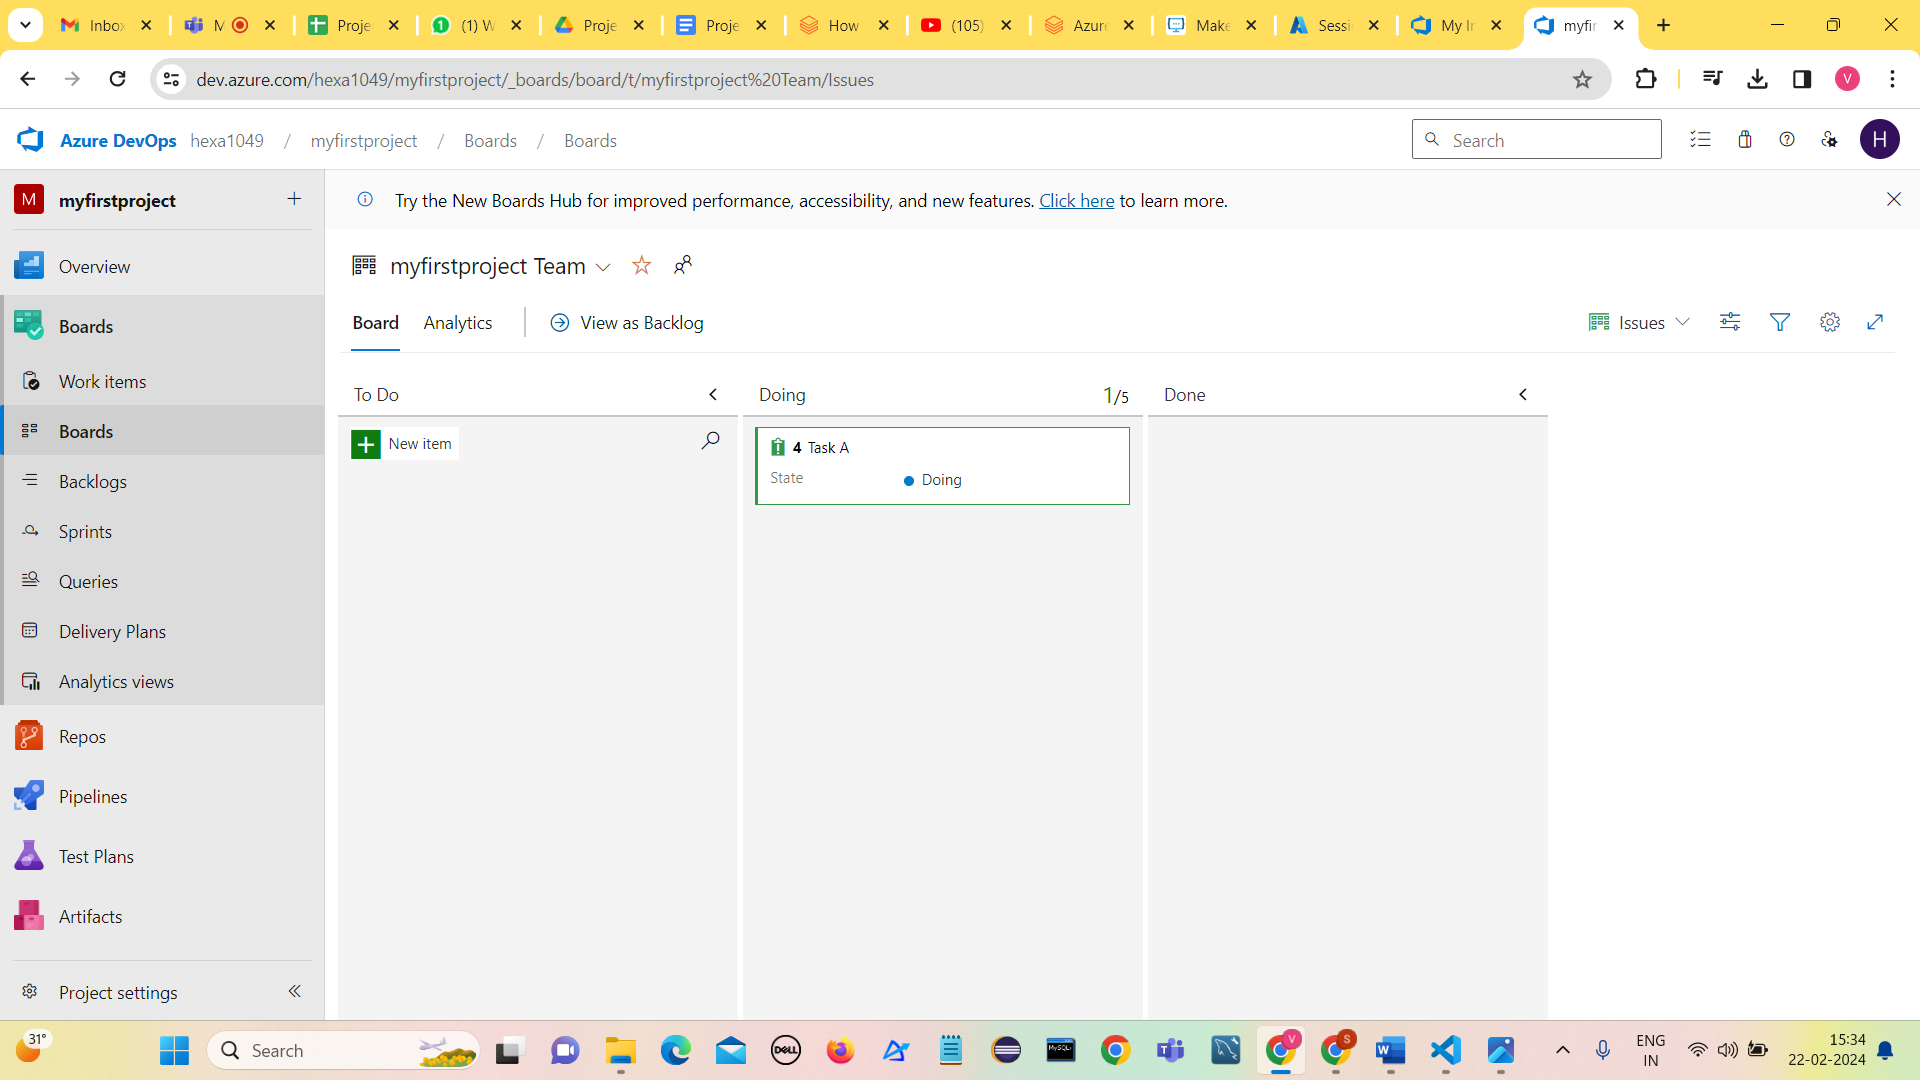 Inbox
M
Proje
(1) W
Proje
Proje
How
(105)
Azure
Make
Sessi
My In
myfir
dev.azure.com/hexa1049/myfirstproject/_boards/board/t/myfirstproject%20Team/Issues
V
Azure DevOps hexa1049 / myfirstproject / Boards / Boards
Search
H
M myfirstproject
Try the New Boards Hub for improved performance, accessibility, and new features. Click here to learn more.
Overview
Boards
Work items
Boards
Backlogs
Sprints
Queries
Delivery Plans
Analytics views
Repos
Pipelines
Test Plans
Artifacts
Project settings
myfirstproject Team
Board Analytics View as Backlog
Issues
To Do
Doing 1/5
Done
New item
4 Task A
State Doing
31°
Search
DELL
MySQL
V
S
W
ENG
IN
15:34
22-02-2024